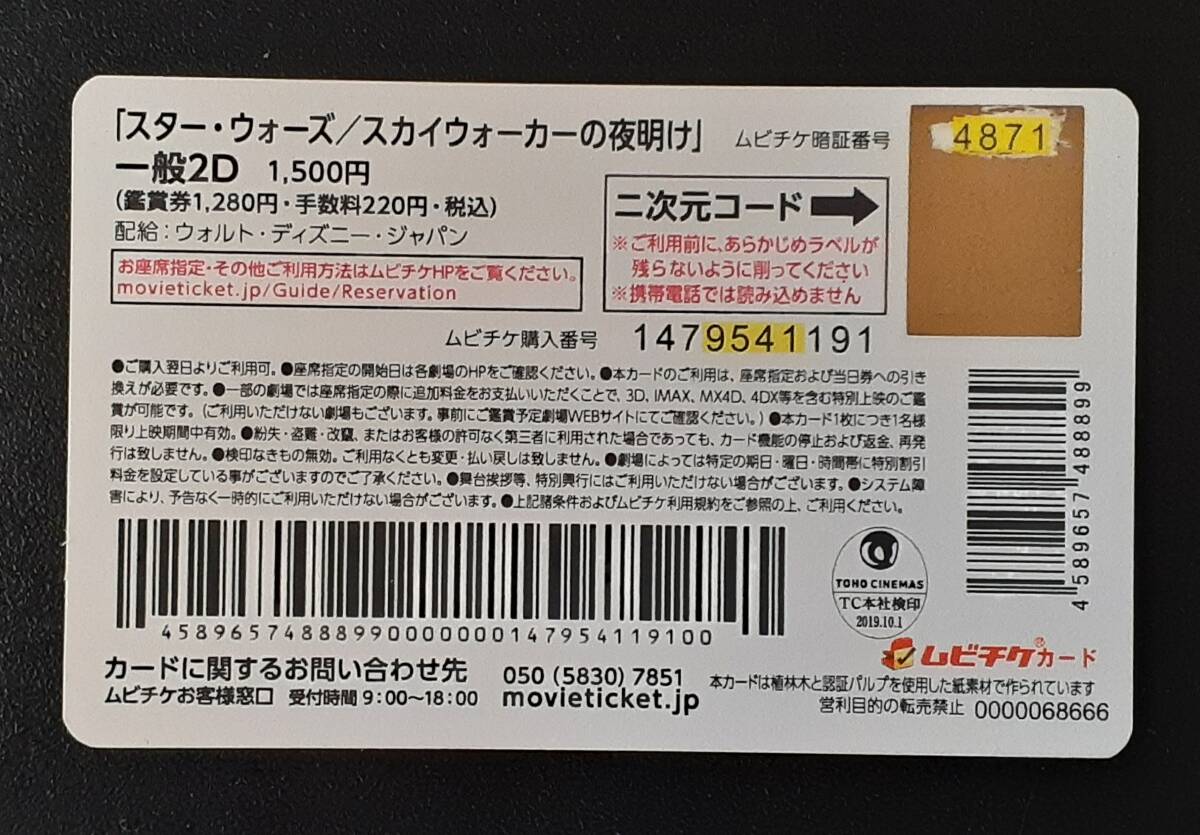 「スター・ウォーズ／スカイウォーカーの夜明け」
一般2D 1,500円
(鑑賞券1,280円・手数料220円・税込)
配給：ウォルト・ディズニー・ジャパン
お座席指定・その他ご利用方法はムビチケHPをご覧ください。
movieticket.jp/Guide/Reservation
ムビチケ暗証番号
4871
二次元コード
※ご利用前に、あらかじめラベルが
残らないように削ってください
※携帯電話では読み込めません
ムビチケ購入番号 1479541191
●ご購入翌日よりご利用可。●座席指定の開始日は各劇場のHPをご確認ください。●本カードのご利用は、座席指定および当日券への引き
換えが必要です。●一部の劇場では座席指定の際に追加料金をお支払いいただくことで、3D、IMAX、MX4D、4DX等を含む特別上映のご鑑
賞が可能です。(ご利用いただけない劇場もございます。事前にご鑑賞予定劇場WEBサイトにてご確認ください。)●本カード1枚につき1名様
限り上映期間中有効。●紛失・盗難・改竄、またはお客様の許可なく第三者に利用された場合であっても、カード機能の停止および返金、再発
行は致しません。●検印なきもの無効。ご利用なくとも変更・払い戻しは致しません。●劇場によっては特定の期日・曜日・時間帯に特別割引
料金を設定している事がございますのでご了承ください。●舞台挨拶等、特別興行にはご利用いただけない場合がございます。●システム障
害により、予告なく一時的にご利用いただけない場合がございます。●上記諸条件およびムビチケ利用規約をご参照の上、ご利用ください。
4589657488899
458965748889900000001479541191​00
TOHO CINEMAS
TC本社検印
2019.10.1
ムビチケ®カード
カードに関するお問い合わせ先 050 (5830) 7851
ムビチケお客様窓口 受付時間 9:00〜18:00 movieticket.jp
本カードは植林木と認証パルプを使用した紙素材で作られています
営利目的の転売禁止 0000068666